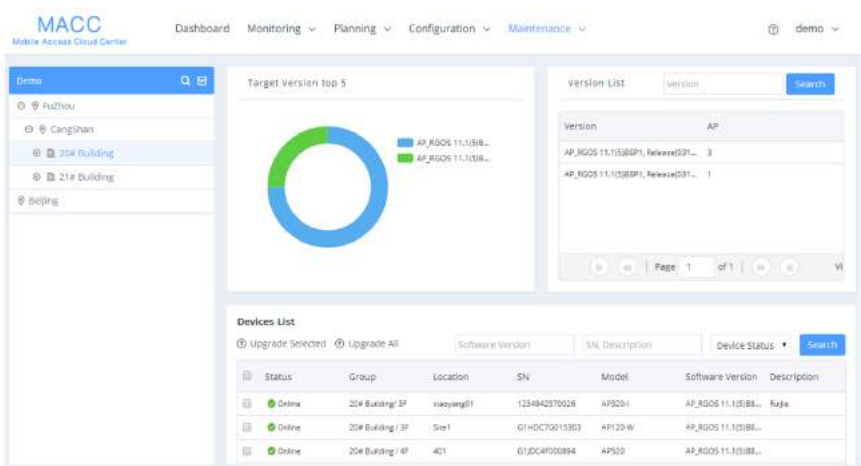 MACC
Mobile Access Cloud Center
Dashboard Monitoring Planning Configuration Maintenance demo
Demo
FuZhou
CangShan
20# Building
21# Building
Beijing
Target Version top 5
AP_RGOS 11.1(5)B...
AP_RGOS 11.1(5)B...
Version List Version Search
Version AP
AP_RGOS 11.1(5)B8P1, Release(031... 3
AP_RGOS 11.1(5)B8P1, Release(031... 1
Page 1 of 1 Vi
Devices List
Upgrade Selected Upgrade All Software Version SN, Description Device Status Search
Status Group Location SN Model Software Version Description
Online 20# Building/ 3F xiaoyang01 1234942570026 AP320-I AP_RGOS 11.1(5)B8... Ruijie
Online 20# Building / 3F Site1 G1HDC7G015303 AP120-W AP_RGOS 11.1(5)B8...
Online 20# Building / 4F 401 G1JDC4F000894 AP520 AP_RGOS 11.1(5)B8...